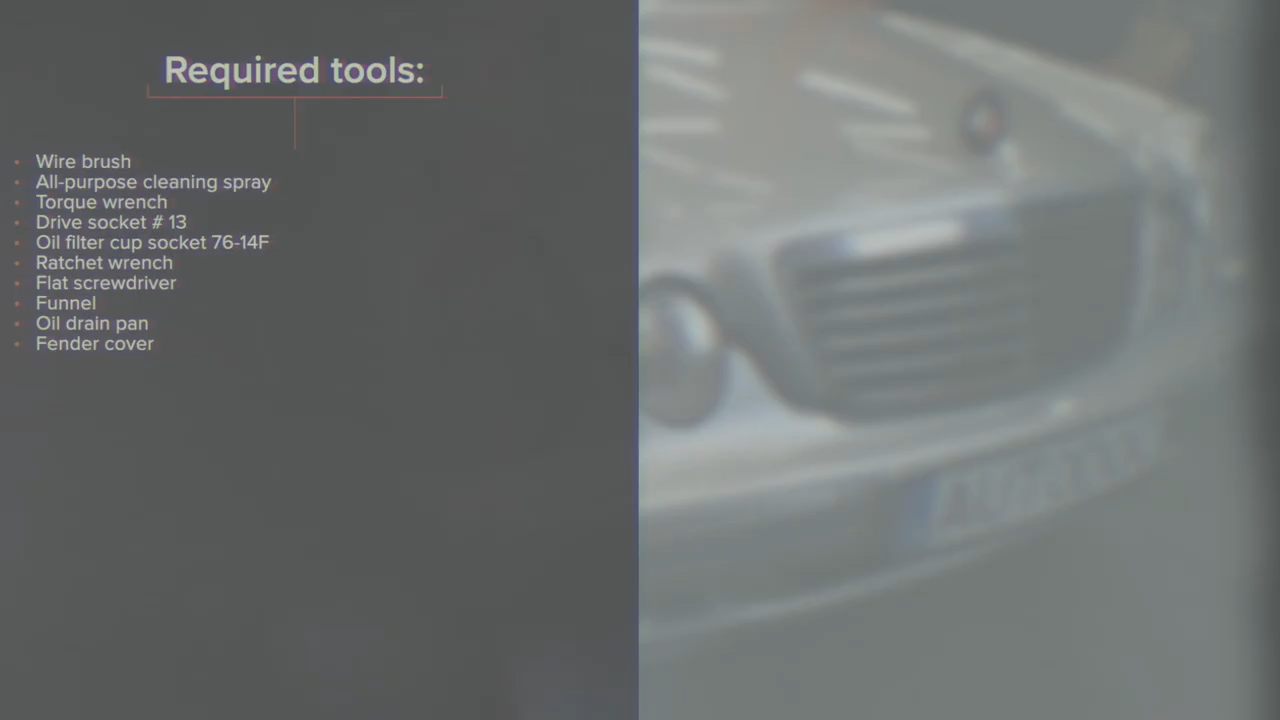 Required tools:
• Wire brush
• All-purpose cleaning spray
• Torque wrench
• Drive socket # 13
• Oil filter cup socket 76-14F
• Ratchet wrench
• Flat screwdriver
• Funnel
• Oil drain pan
• Fender cover